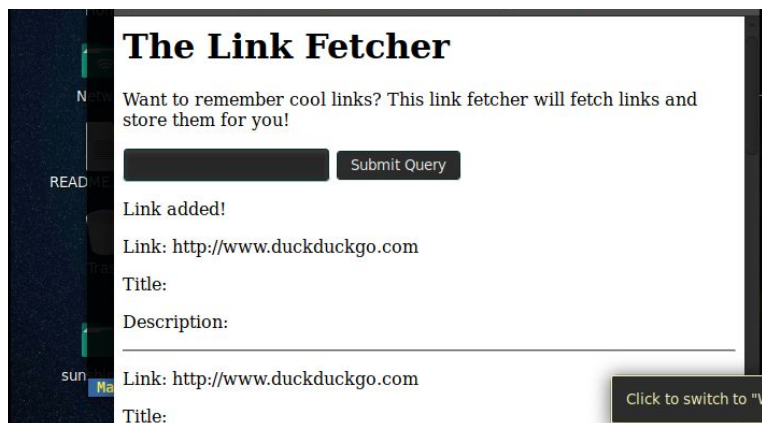 The Link Fetcher
Want to remember cool links? This link fetcher will fetch links and
store them for you!
Submit Query
Link added!
Link: http://www.duckduckgo.com
Title:
Description:
Link: http://www.duckduckgo.com
Title:
Click to switch to "